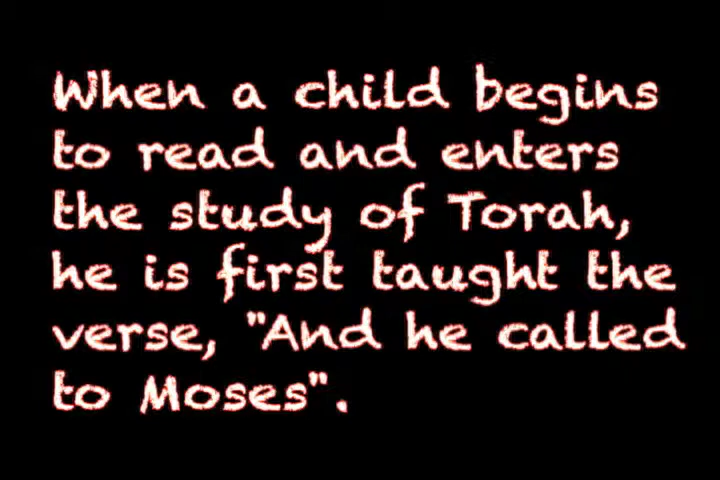 When a child begins
to read and enters
the study of Torah,
he is first taught the
verse, "And he called
to Moses".